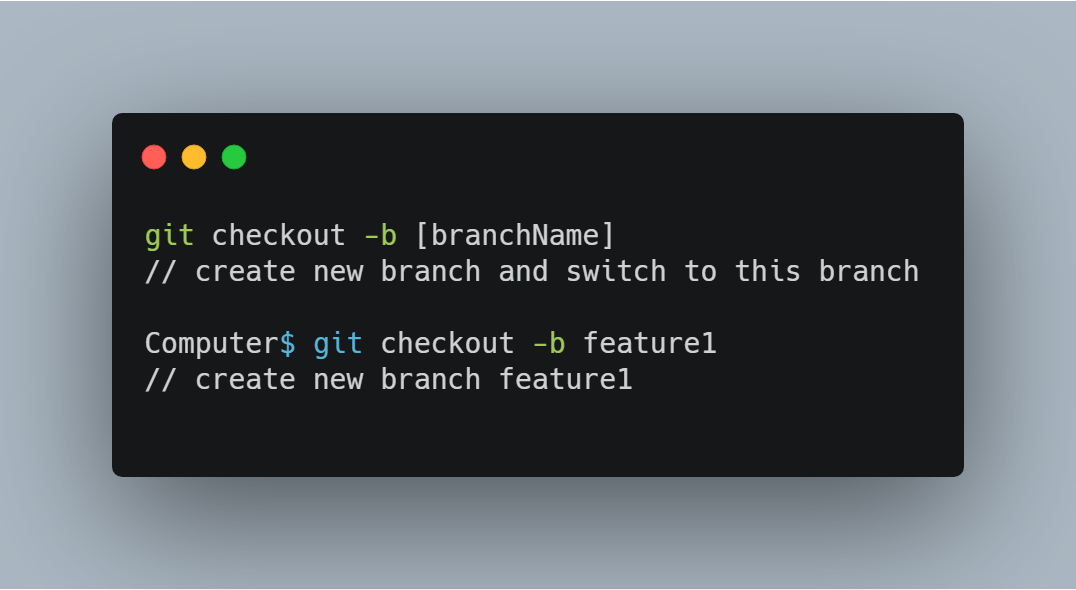 git checkout -b [branchName]
// create new branch and switch to this branch
Computer$ git checkout -b feature1
// create new branch feature1